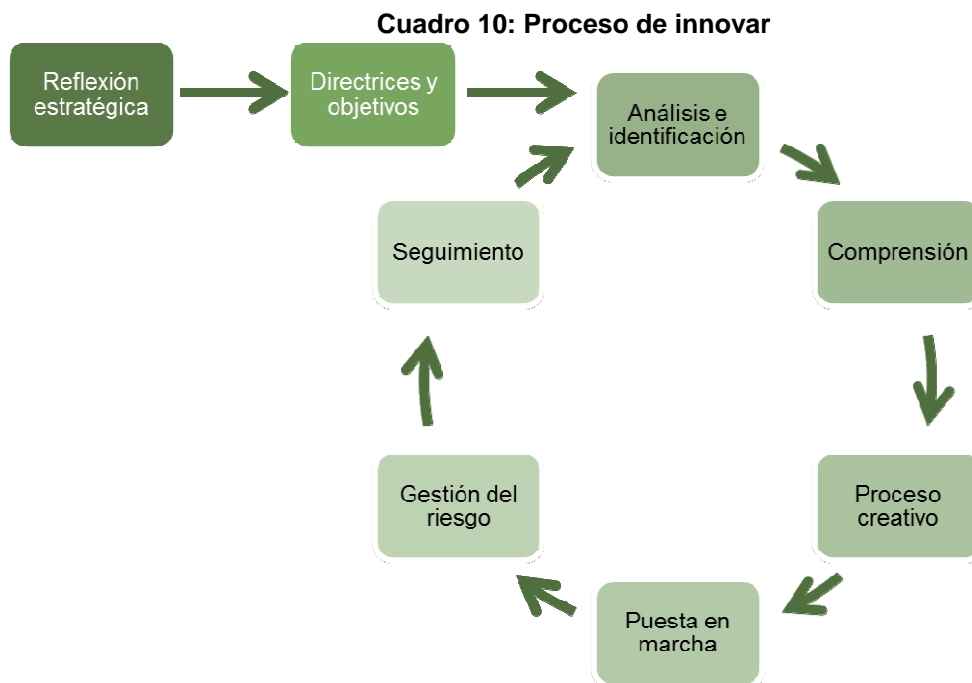 Cuadro 10: Proceso de innovar
Reflexión
estratégica
Directrices y
objetivos
Análisis e
identificación
Comprensión
Proceso
creativo
Puesta en
marcha
Gestión del
riesgo
Seguimiento